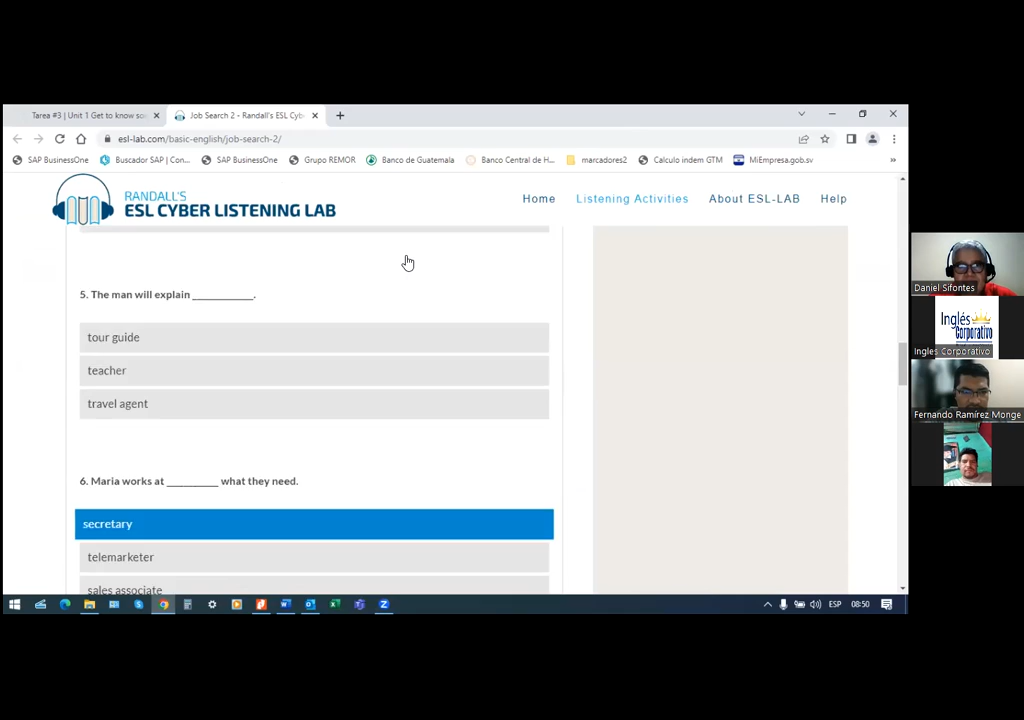 Tarea #3 | Unit 1 Get to know so
Job Search 2 - Randall's ESL Cyb
esl-lab.com/basic-english/job-search-2/
SAP BusinessOne
Buscador SAP | Con...
SAP BusinessOne
Grupo REMOR
Banco de Guatemala
Banco Central de H...
marcadores2
Calculo indem GTM
MiEmpresa.gob.sv
»
RANDALL'S
ESL CYBER LISTENING LAB
Home
Listening Activities
About ESL-LAB
Help
5. The man will explain ___________.
tour guide
teacher
travel agent
6. Maria works at _________ what they need.
secretary
telemarketer
sales associate
ESP
08:50
Daniel Sifontes
Inglés
Corporativo
Ingles Corporativo
Fernando Ramírez Monge